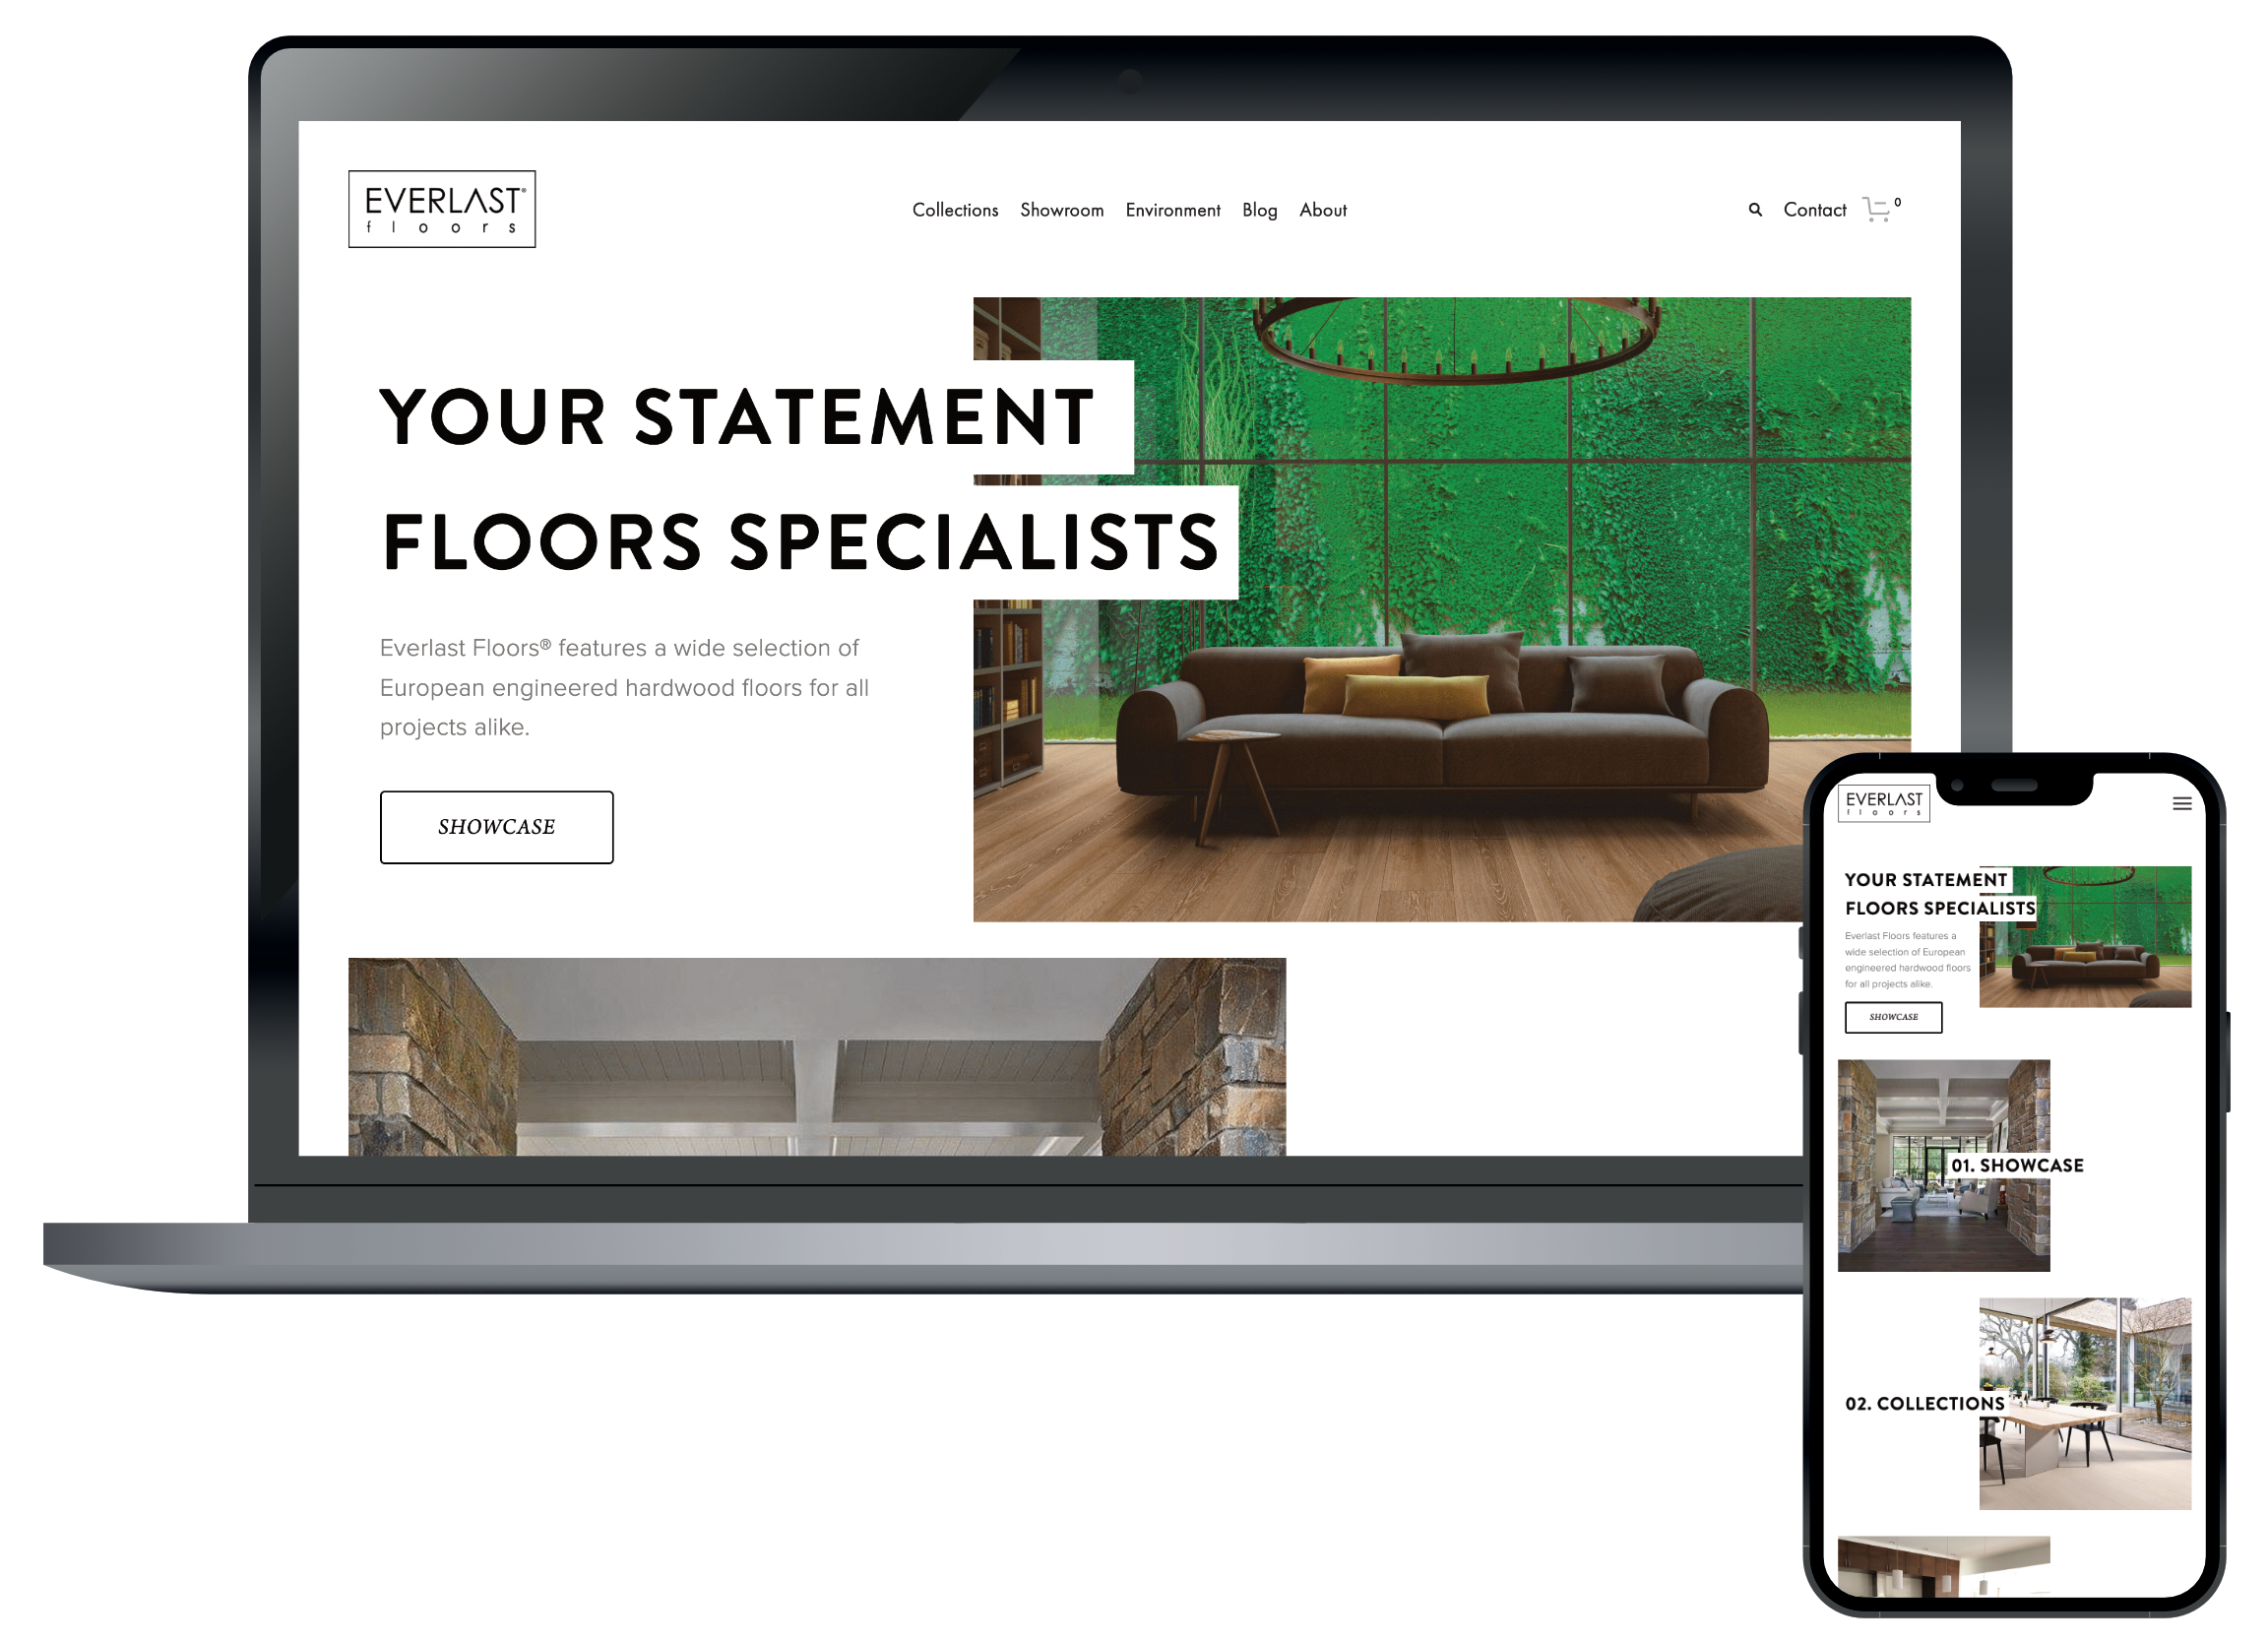 EVERLAST®
floors
Collections Showroom Environment Blog About
Contact 0
YOUR STATEMENT
FLOORS SPECIALISTS
Everlast Floors® features a wide selection of
European engineered hardwood floors for all
projects alike.
SHOWCASE
EVERLAST
floors
YOUR STATEMENT
FLOORS SPECIALISTS
Everlast Floors features a
wide selection of European
engineered hardwood floors
for all projects alike.
SHOWCASE
01. SHOWCASE
02. COLLECTIONS